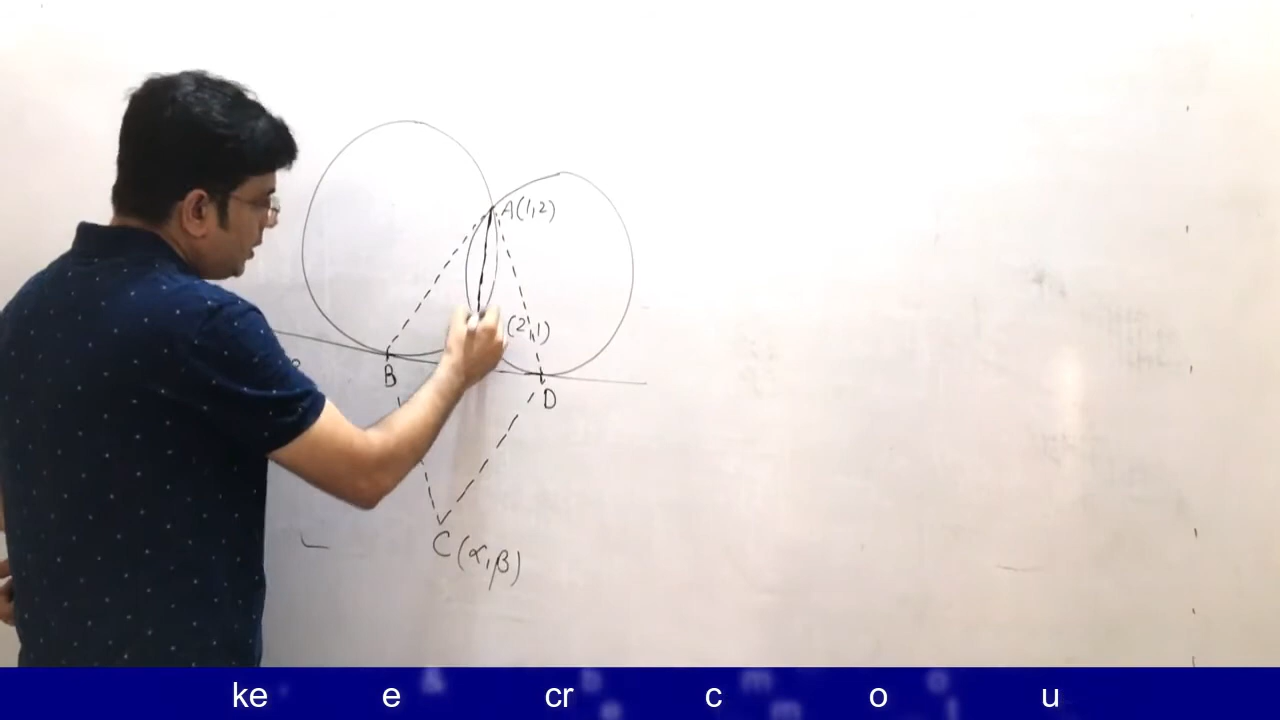 A(1,2)
(2,1)
B
D
C(α,β)
ke e cr c o u